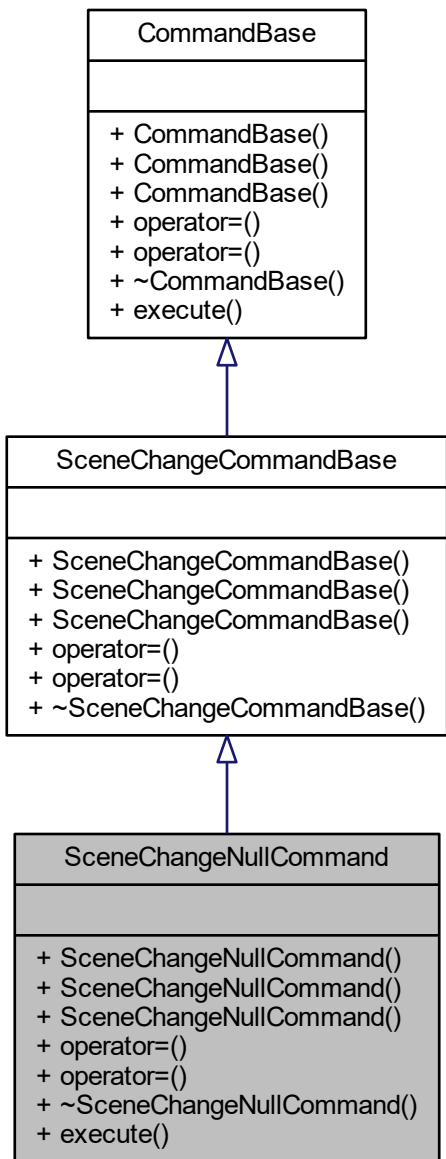 CommandBase
+ CommandBase()
+ CommandBase()
+ CommandBase()
+ operator=()
+ operator=()
+ ~CommandBase()
+ execute()
SceneChangeCommandBase
+ SceneChangeCommandBase()
+ SceneChangeCommandBase()
+ SceneChangeCommandBase()
+ operator=()
+ operator=()
+ ~SceneChangeCommandBase()
SceneChangeNullCommand
+ SceneChangeNullCommand()
+ SceneChangeNullCommand()
+ SceneChangeNullCommand()
+ operator=()
+ operator=()
+ ~SceneChangeNullCommand()
+ execute()